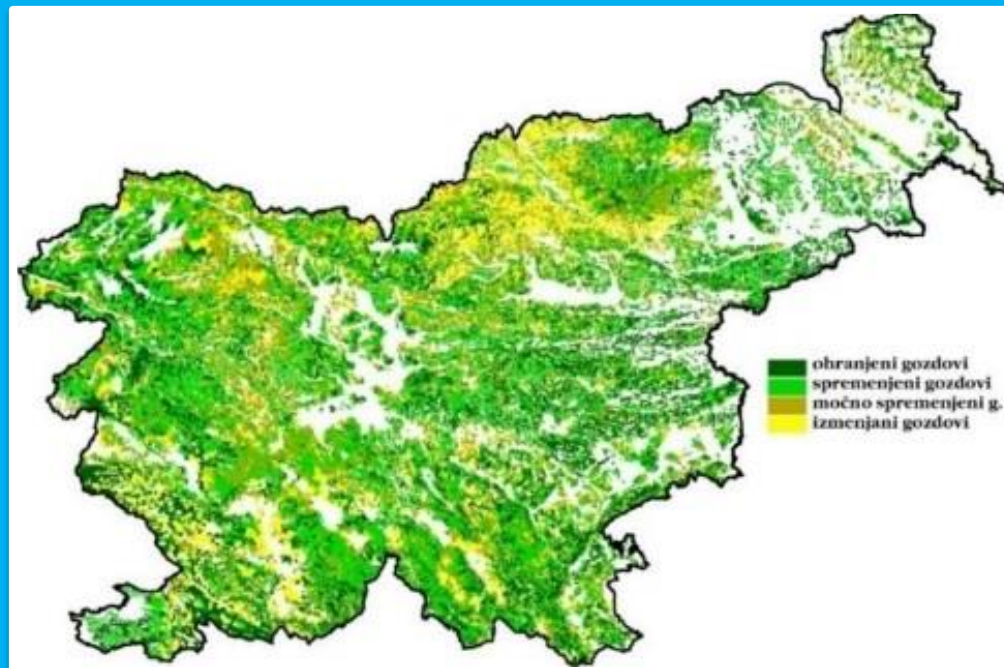 ohranjeni gozdovi
spremenjeni gozdovi
močno spremenjeni g.
izmenjani gozdovi